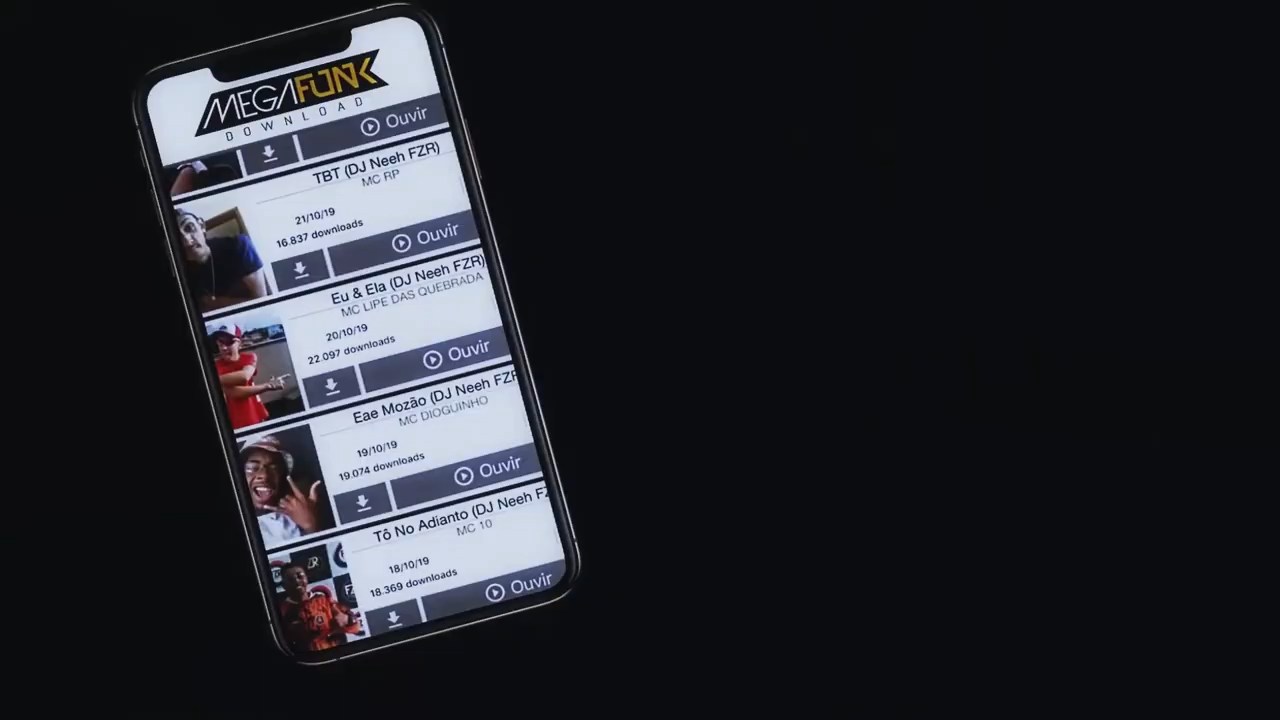 MEGAFUNK
DOWNLOAD
Ouvir
TBT (DJ Neeh FZR)
MC RP
21/10/19
16.837 downloads
Ouvir
Eu & Ela (DJ Neeh FZR)
MC LIPE DAS QUEBRADA
20/10/19
22.097 downloads
Ouvir
Eae Mozão (DJ Neeh FZR
MC DIOGUINHO
19/10/19
19.074 downloads
Ouvir
Tô No Adianto (DJ Neeh FZ
MC 10
18/10/19
18.369 downloads
Ouvir